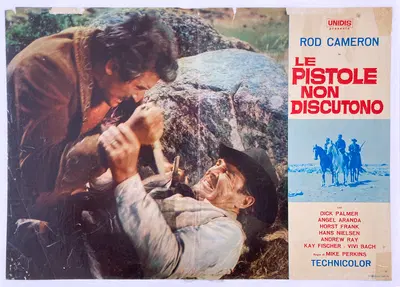 UNIDIS
presenta
ROD CAMERON
in
LE
PISTOLE
NON
DISCUTONO
con
DICK PALMER
ANGEL ARANDA
HORST FRANK
HANS NIELSEN
ANDREW RAY
KAY FISCHER - VIVI BACH
Regia di MIKE PERKINS
TECHNICOLOR